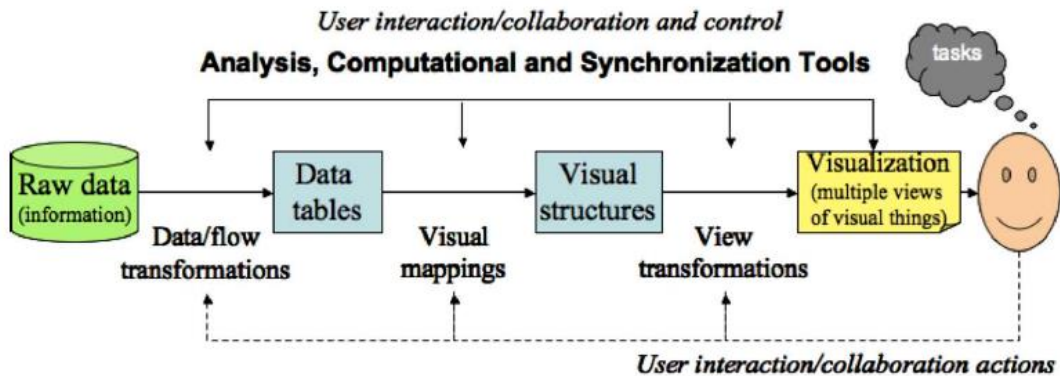 User interaction/collaboration and control
Analysis, Computational and Synchronization Tools
tasks
Raw data
(information)
Data
tables
Visual
structures
Visualization
(multiple views
of visual things)
Data/flow
transformations
Visual
mappings
View
transformations
User interaction/collaboration actions